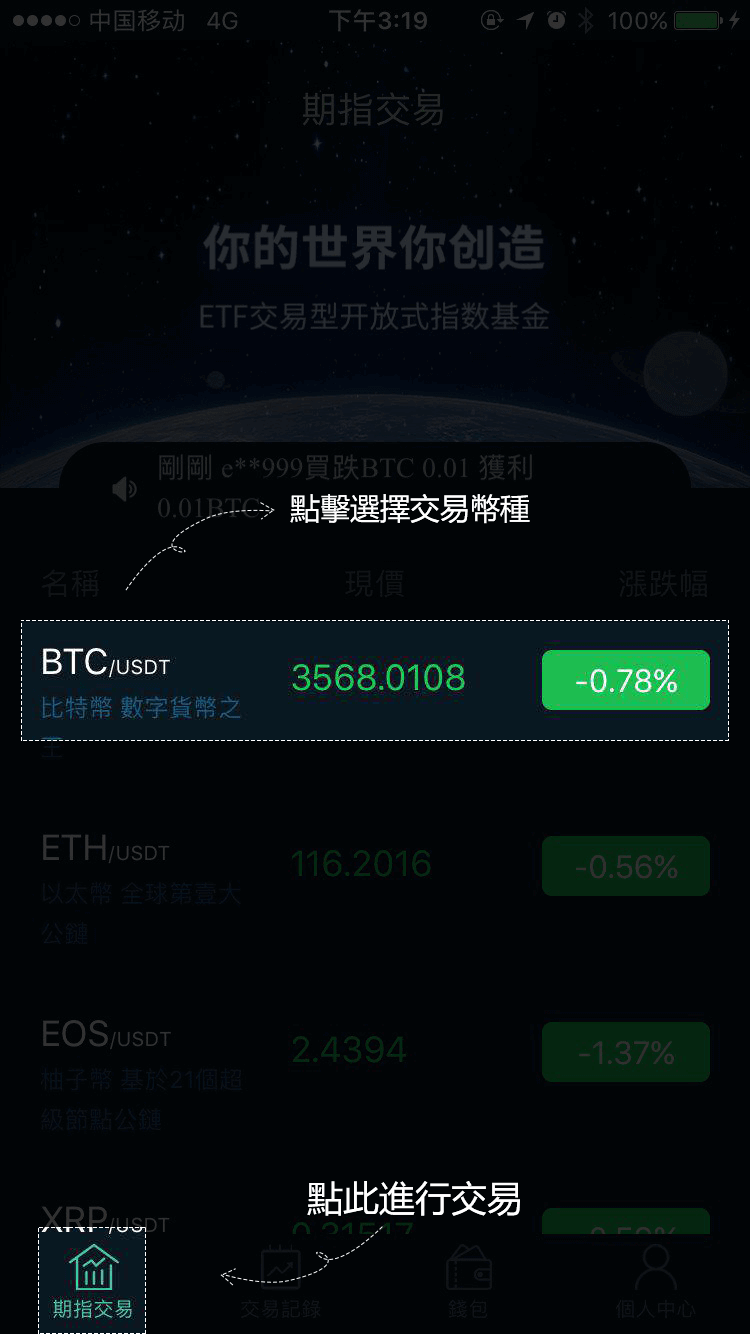 中国移动 4G 下午3:19 100%
期指交易
你的世界你创造
ETF交易型开放式指数基金
剛剛 e**999買跌BTC 0.01 獲利
0.01BTC
點擊選擇交易幣種
名稱 現價 漲跌幅
BTC/USDT 3568.0108 -0.78%
比特幣 數字貨幣之
王
ETH/USDT 116.2016 -0.56%
以太幣 全球第壹大
公鏈
EOS/USDT 2.4394 -1.37%
柚子幣 基於21個超
級節點公鏈
點此進行交易
XRP/USDT 0.31517 -0.59%
期指交易 交易記錄 錢包 個人中心